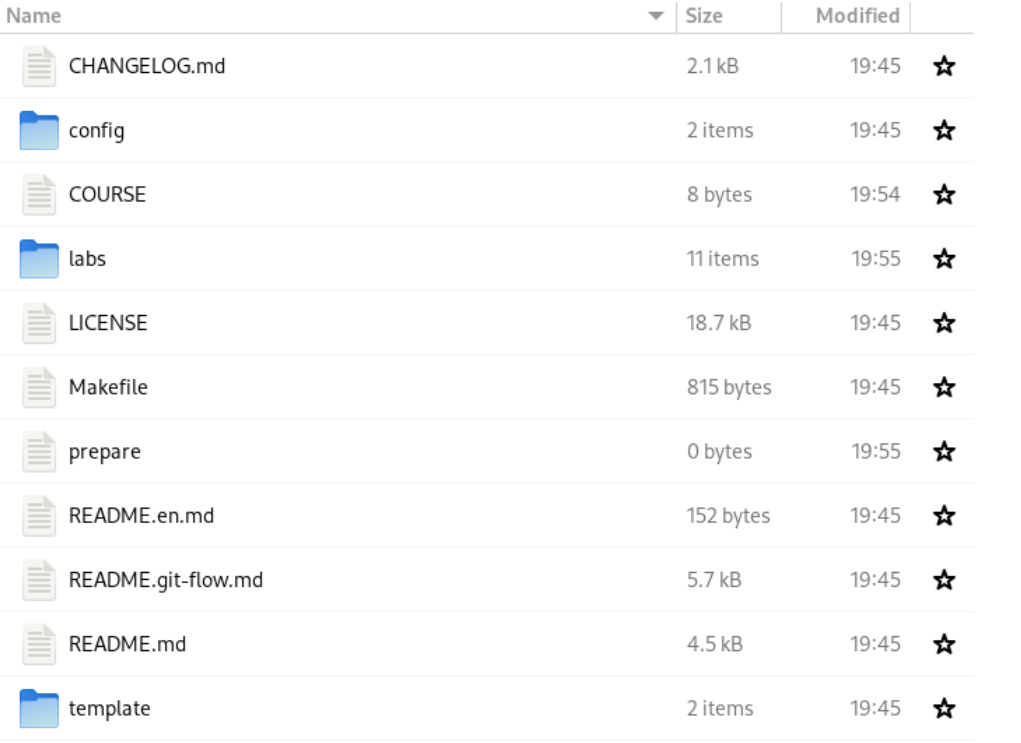 Name Size Modified
CHANGELOG.md 2.1 kB 19:45
config 2 items 19:45
COURSE 8 bytes 19:54
labs 11 items 19:55
LICENSE 18.7 kB 19:45
Makefile 815 bytes 19:45
prepare 0 bytes 19:55
README.en.md 152 bytes 19:45
README.git-flow.md 5.7 kB 19:45
README.md 4.5 kB 19:45
template 2 items 19:45